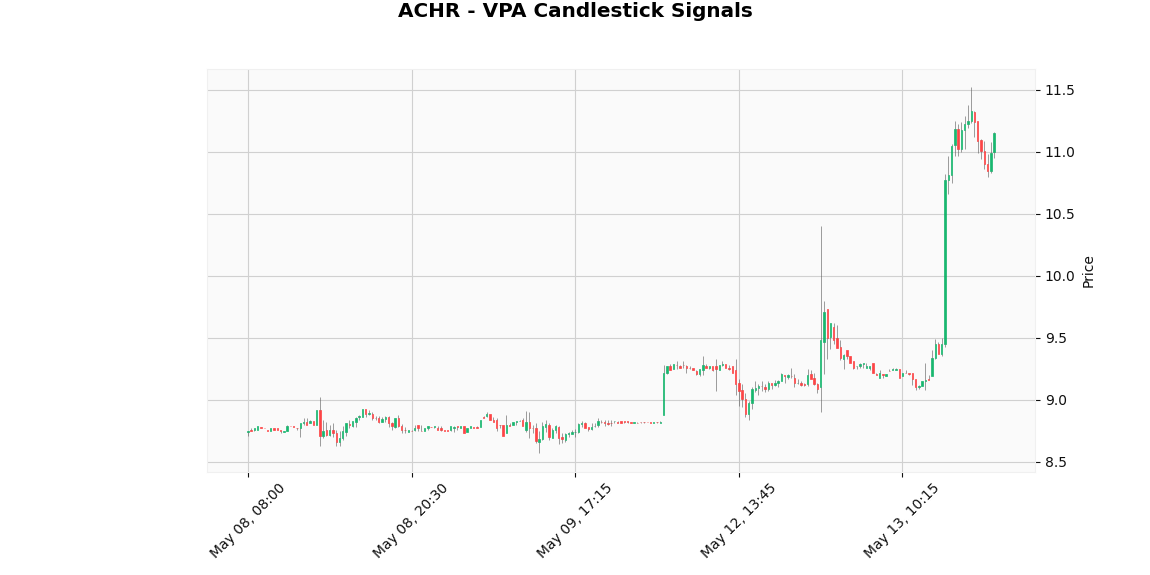 ACHR - VPA Candlestick Signals
11.5
11.0
10.5
10.0
9.5
9.0
8.5
Price
May 08, 08:00
May 08, 20:30
May 09, 17:15
May 12, 13:45
May 13, 10:15